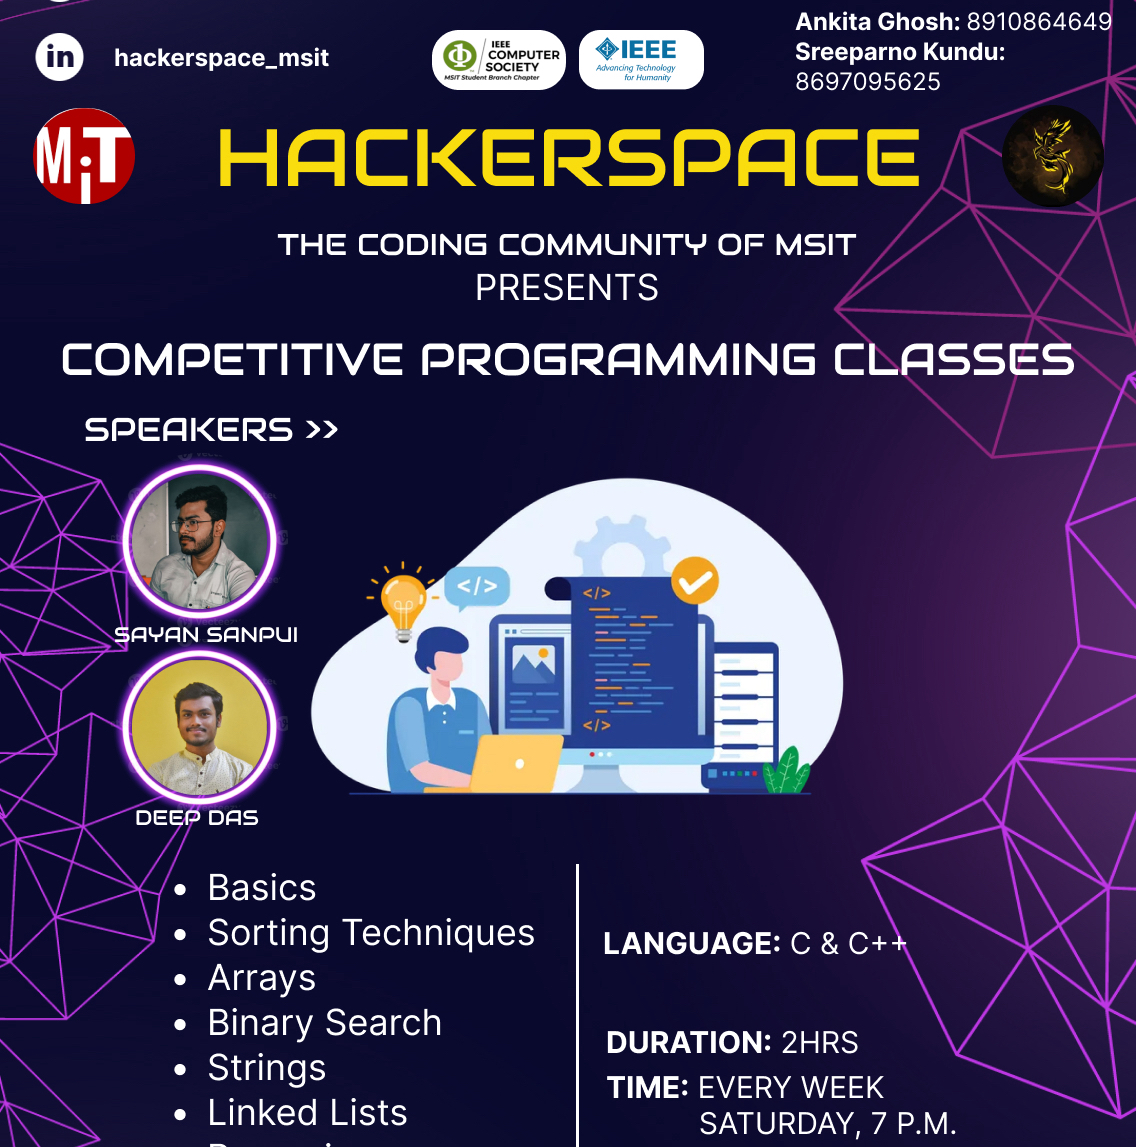 hackerspace_msit
IEEE
COMPUTER
SOCIETY
MSIT Student Branch Chapter
IEEE
Advancing Technology
for Humanity
Ankita Ghosh: 8910864649
Sreeparno Kundu:
8697095625
MiT
HACKERSPACE
THE CODING COMMUNITY OF MSIT
PRESENTS
COMPETITIVE PROGRAMMING CLASSES
SPEAKERS >>
SAYAN SANPUI
DEEP DAS
</>
</>
</>
• Basics
• Sorting Techniques
• Arrays
• Binary Search
• Strings
• Linked Lists
LANGUAGE: C & C++
DURATION: 2HRS
TIME: EVERY WEEK
SATURDAY, 7 P.M.